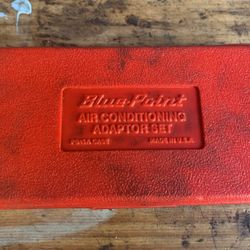 Blue-Point
AIR CONDITIONING
ADAPTOR SET
MADE IN U.S.A.